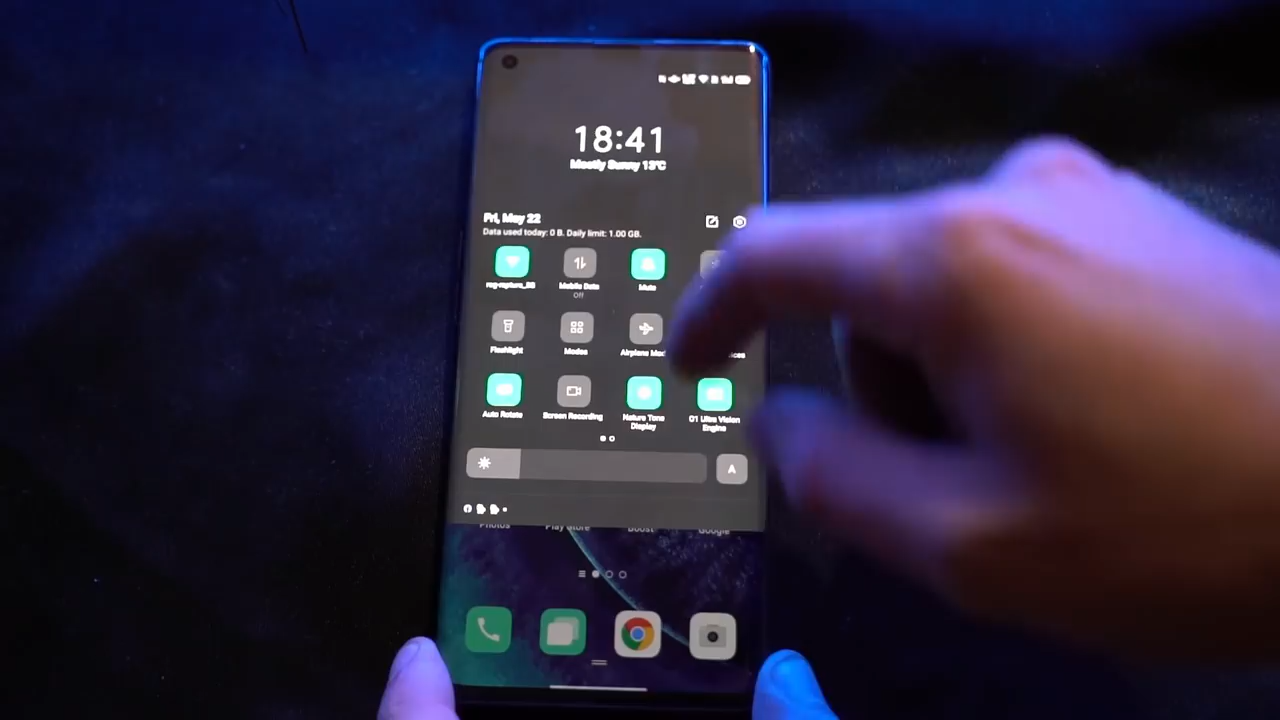 18:41
Mostly Sunny 13°C
Fri, May 22
Data used today: 0 B. Daily limit: 1.00 GB.
Mobile Data
Mute
Off
Flashlight
Modes
Airplane
Auto Rotate
Screen Recording
Nature Tone
Display
O1 Ultra Vision
Engine
A
Photos
Play Store
Boost
Google